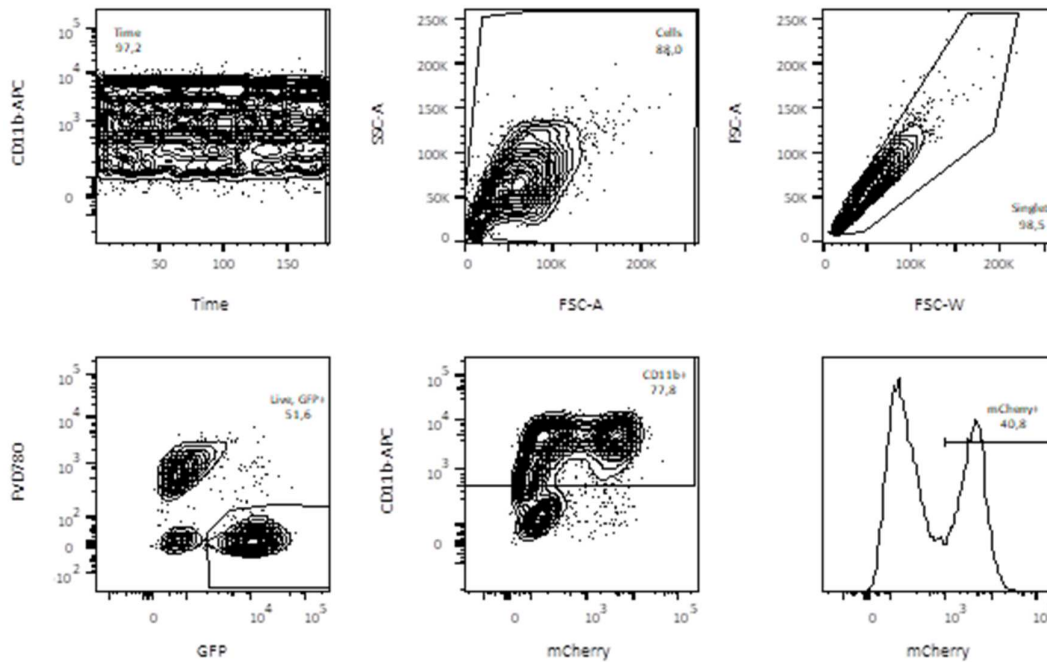 10^5
10^4
10^3
0
CD11b-APC
Time
97,2
50
100
150
Time
250K
200K
150K
100K
50K
0
SSC-A
Cells
88,0
0
100K
200K
FSC-A
250K
200K
150K
100K
50K
0
FSC-A
Singlet
98,5
0
100K
200K
FSC-W
10^5
10^4
10^3
10^2
0
-10^2
FVD780
Live, GFP+
51,6
0
10^4
10^5
GFP
10^5
10^4
10^3
0
CD11b-APC
CD11b+
77,8
0
10^3
10^5
mCherry
mCherry+
40,8
0
10^3
10^5
mCherry